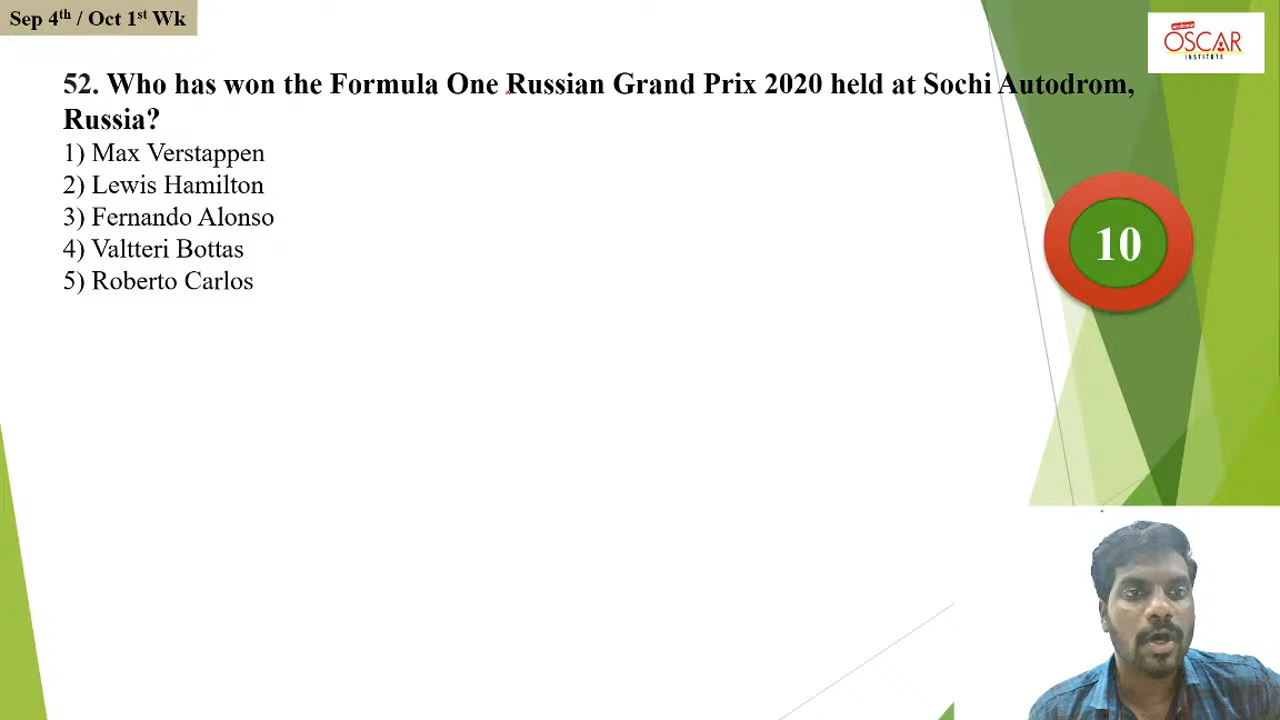 Sep 4th / Oct 1st Wk
OSCAR
INSTITUTE
52. Who has won the Formula One Russian Grand Prix 2020 held at Sochi Autodrom,
Russia?
1) Max Verstappen
2) Lewis Hamilton
3) Fernando Alonso
4) Valtteri Bottas
5) Roberto Carlos
10